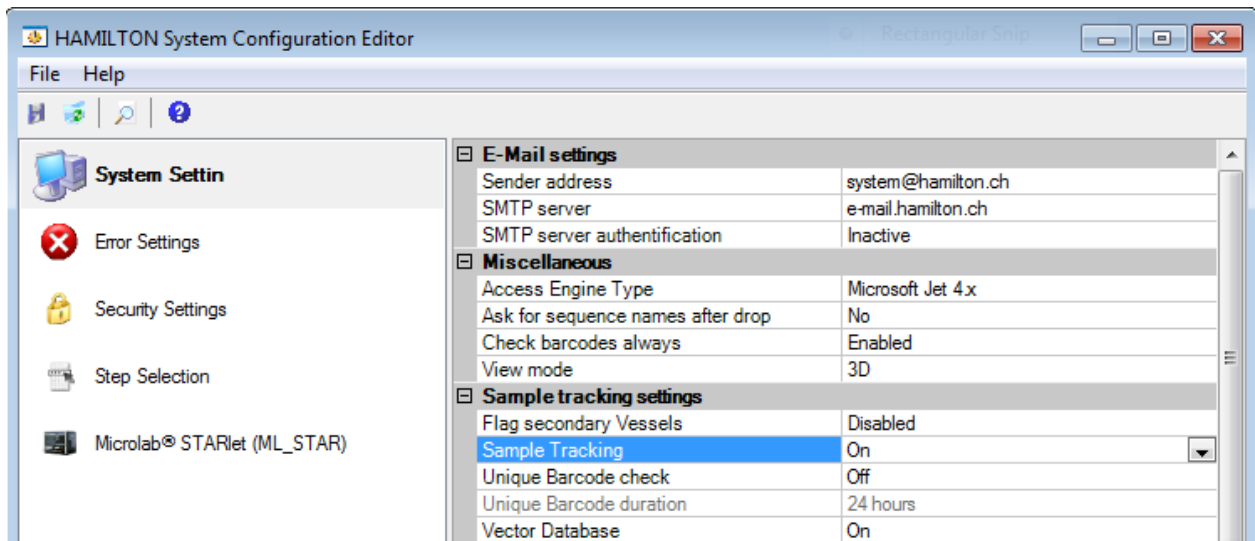 HAMILTON System Configuration Editor
Rectangular Snip
File Help
System Settin
Error Settings
Security Settings
Step Selection
Microlab® STARlet (ML_STAR)
E-Mail settings
Sender address system@hamilton.ch
SMTP server e-mail.hamilton.ch
SMTP server authentification Inactive
Miscellaneous
Access Engine Type Microsoft Jet 4.x
Ask for sequence names after drop No
Check barcodes always Enabled
View mode 3D
Sample tracking settings
Flag secondary Vessels Disabled
Sample Tracking On
Unique Barcode check Off
Unique Barcode duration 24 hours
Vector Database On